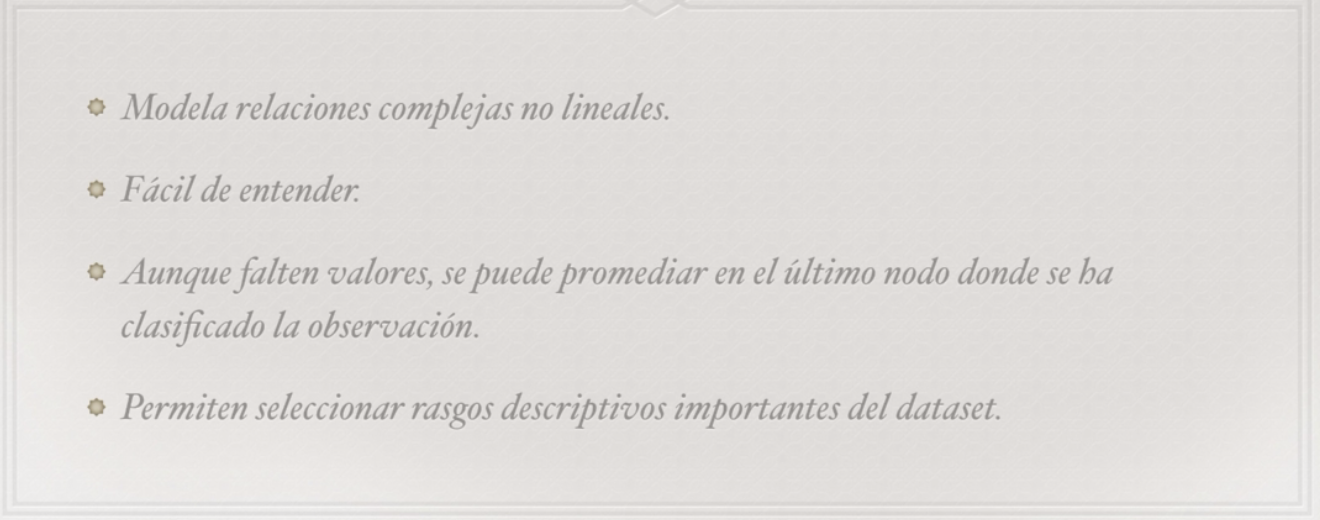 Modela relaciones complejas no lineales.
Fácil de entender.
Aunque falten valores, se puede promediar en el último nodo donde se ha
clasificado la observación.
Permiten seleccionar rasgos descriptivos importantes del dataset.